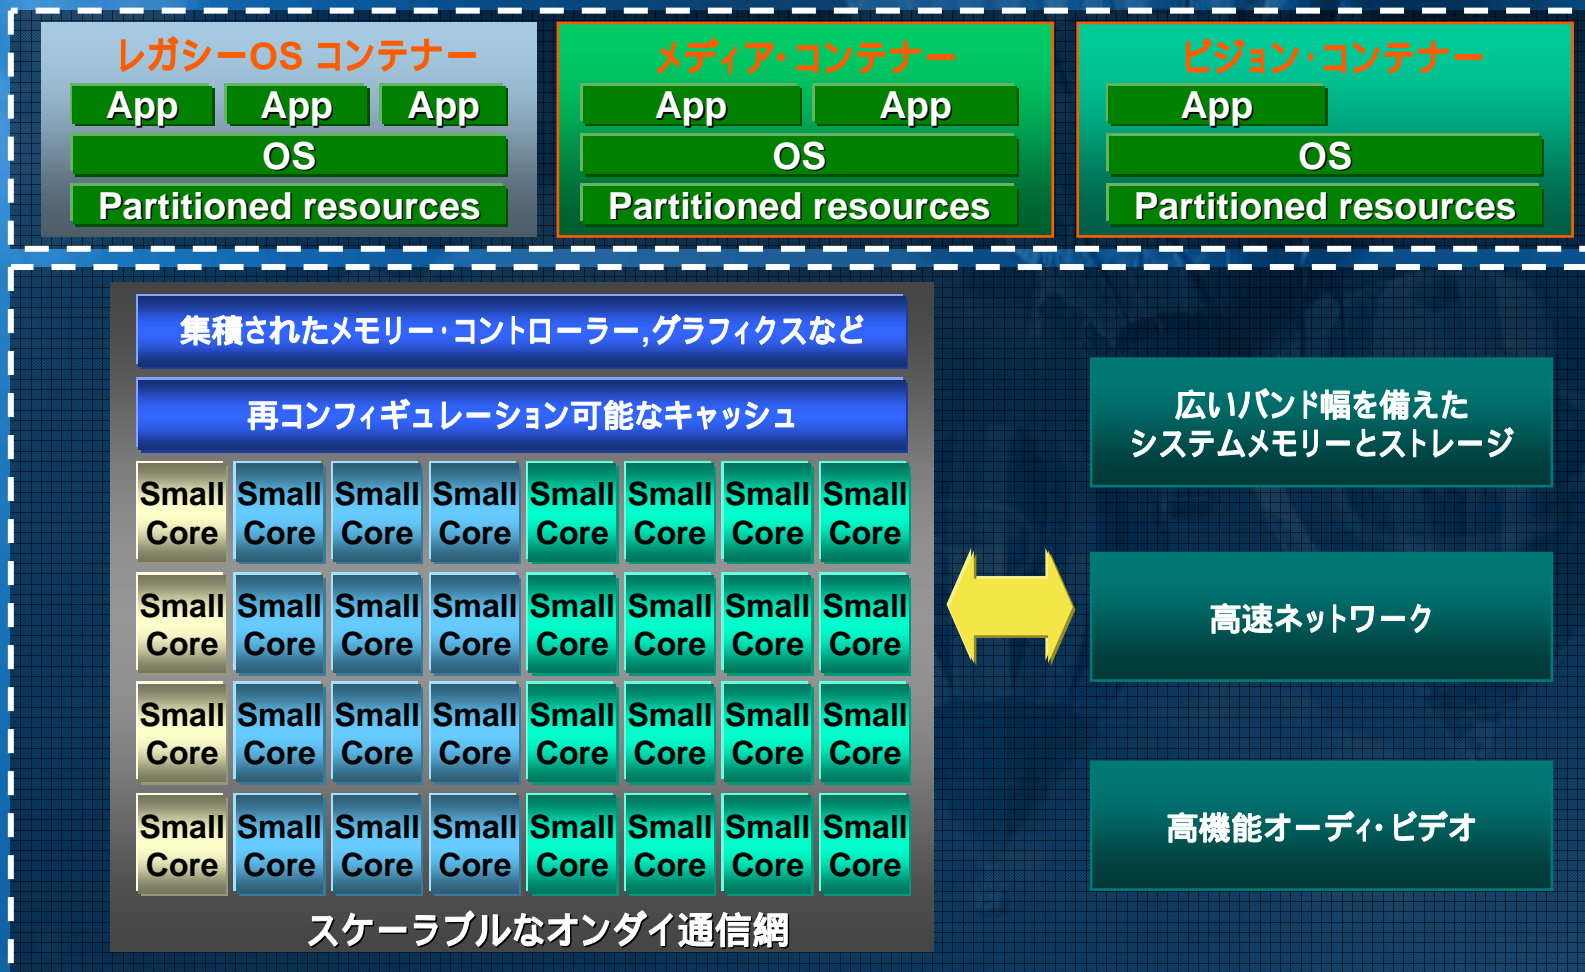 レガシーOS コンテナー
App App App
OS
Partitioned resources
メディア・コンテナー
App App
OS
Partitioned resources
ビジョン・コンテナー
App
OS
Partitioned resources
集積されたメモリー・コントローラー,グラフィクスなど
再コンフィギュレーション可能なキャッシュ
Small Small Small Small Small Small Small Small
Core Core Core Core Core Core Core Core
Small Small Small Small Small Small Small Small
Core Core Core Core Core Core Core Core
Small Small Small Small Small Small Small Small
Core Core Core Core Core Core Core Core
Small Small Small Small Small Small Small Small
Core Core Core Core Core Core Core Core
スケーラブルなオンダイ通信網
広いバンド幅を備えた
システムメモリーとストレージ
高速ネットワーク
高機能オーディ・ビデオ